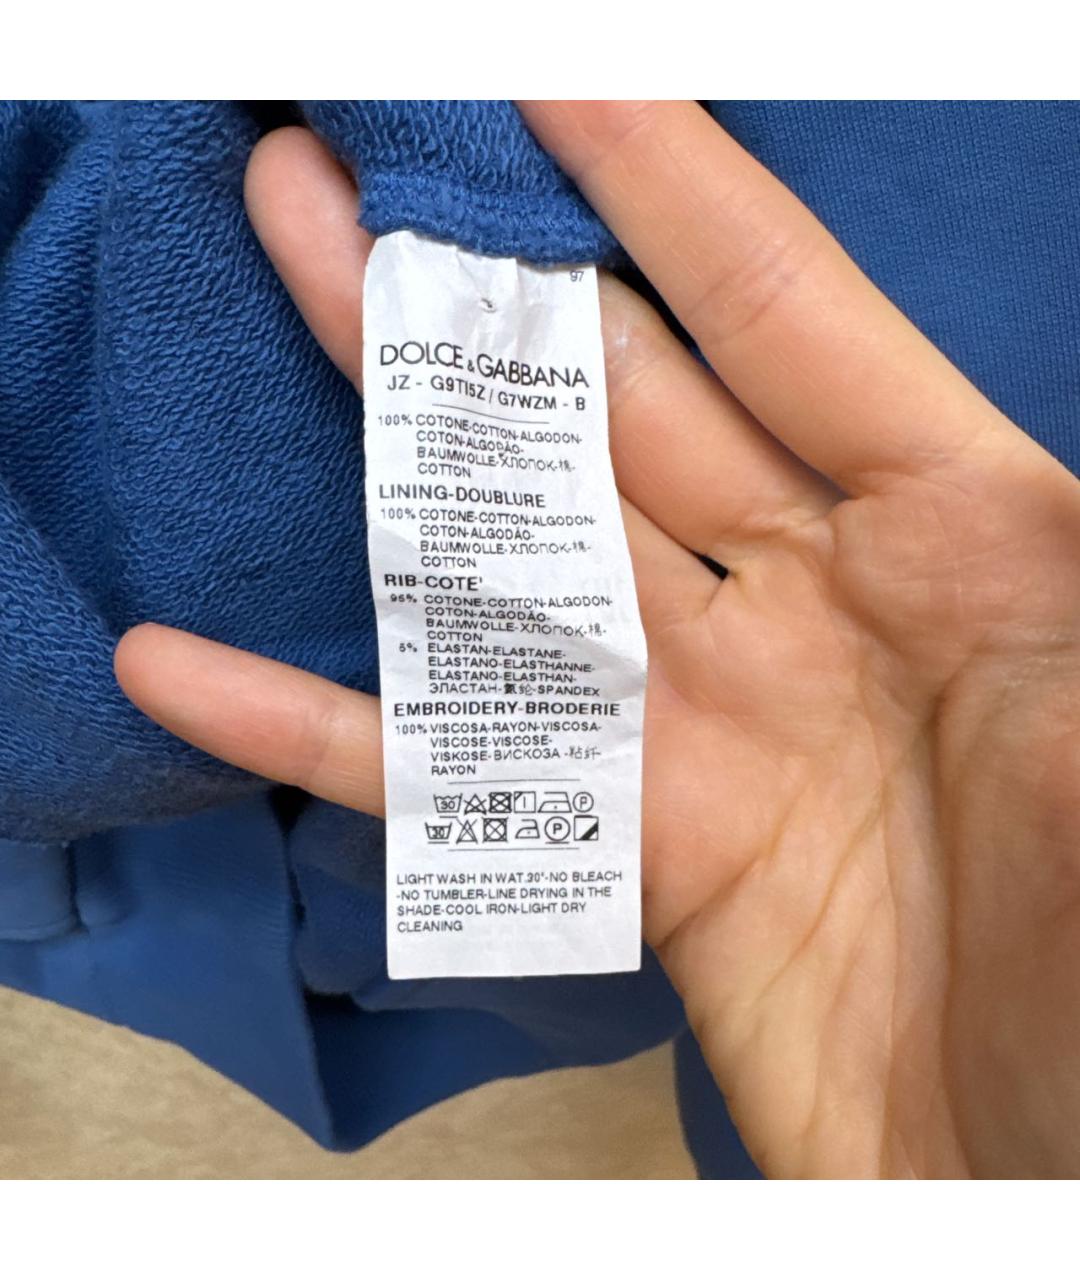 97
DOLCE & GABBANA
JZ - G9TI5Z / G7WZM - B
100% COTONE-COTTON-ALGODON-
COTON-ALGODÃO-
BAUMWOLLE-ХЛОПОК-棉-
COTTON
LINING-DOUBLURE
100% COTONE-COTTON-ALGODON-
COTON-ALGODÃO-
BAUMWOLLE-ХЛОПОК-棉-
COTTON
RIB-COTE'
95% COTONE-COTTON-ALGODON-
COTON-ALGODÃO-
BAUMWOLLE-ХЛОПОК-棉-
COTTON
5% ELASTAN-ELASTANE-
ELASTANO-ELASTHANNE-
ELASTANO-ELASTHAN-
ЭЛАСТАН-氨纶-SPANDEX
EMBROIDERY-BRODERIE
100% VISCOSA-RAYON-VISCOSA-
VISCOSE-VISCOSE-
VISKOSE-ВИСКОЗА-粘纤-
RAYON
30 P
30 P
LIGHT WASH IN WAT.30°-NO BLEACH
-NO TUMBLER-LINE DRYING IN THE
SHADE-COOL IRON-LIGHT DRY
CLEANING